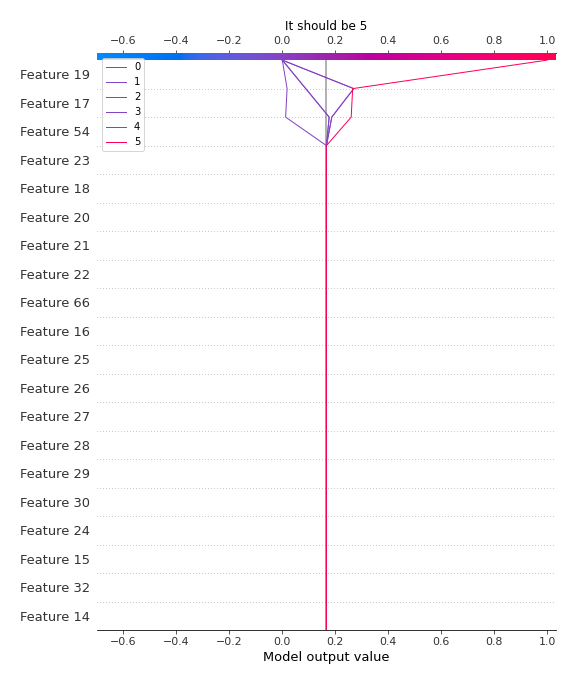 It should be 5
−0.6 −0.4 −0.2 0.0 0.2 0.4 0.6 0.8 1.0
0
1
2
3
4
5
Feature 19
Feature 17
Feature 54
Feature 23
Feature 18
Feature 20
Feature 21
Feature 22
Feature 66
Feature 16
Feature 25
Feature 26
Feature 27
Feature 28
Feature 29
Feature 30
Feature 24
Feature 15
Feature 32
Feature 14
−0.6 −0.4 −0.2 0.0 0.2 0.4 0.6 0.8 1.0
Model output value